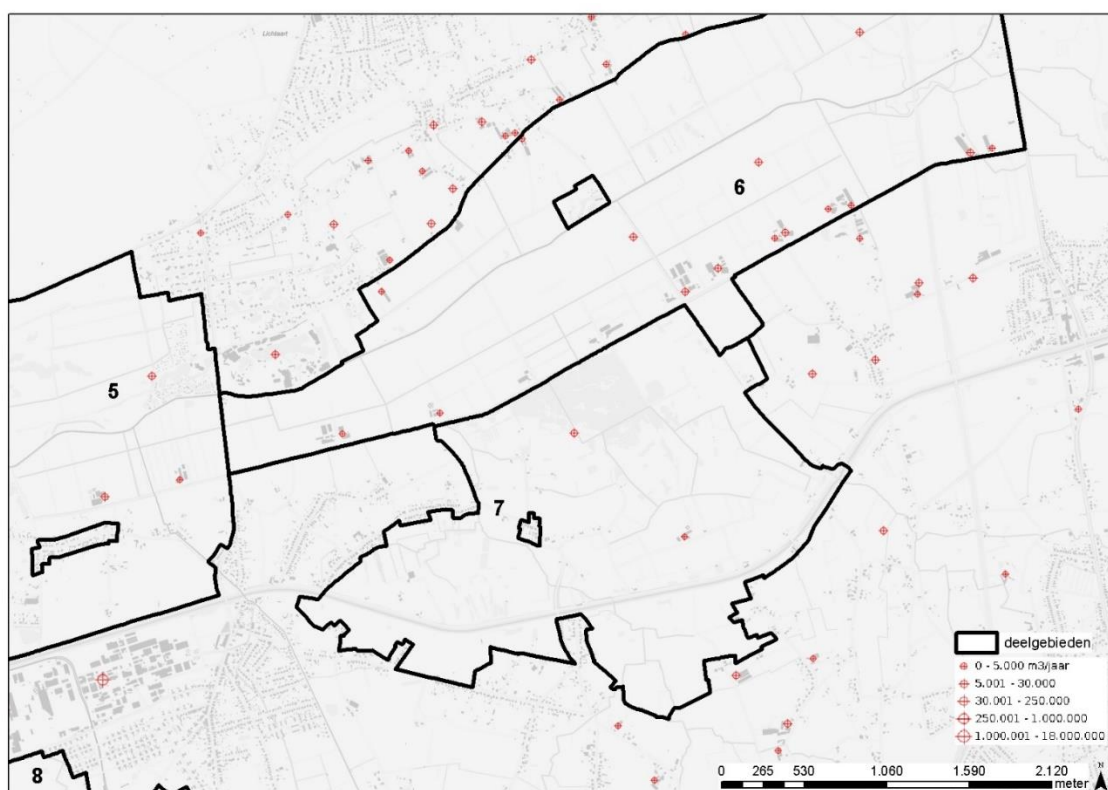 Lichtaart
6
5
7
deelgebieden
0 - 5.000 m3/jaar
5.001 - 30.000
30.001 - 250.000
250.001 - 1.000.000
1.000.001 - 18.000.000
8
0 265 530 1.060 1.590 2.120
meter
N